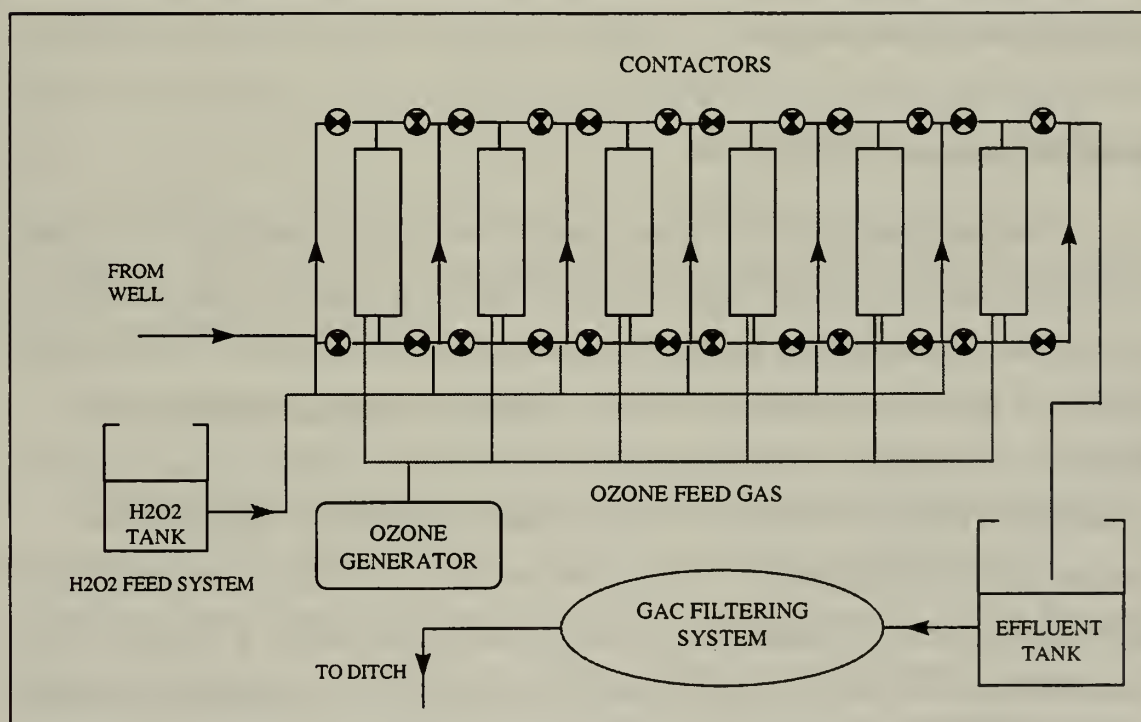 CONTACTORS
FROM
WELL
H2O2
TANK
H2O2 FEED SYSTEM
OZONE FEED GAS
OZONE
GENERATOR
GAC FILTERING
SYSTEM
TO DITCH
EFFLUENT
TANK